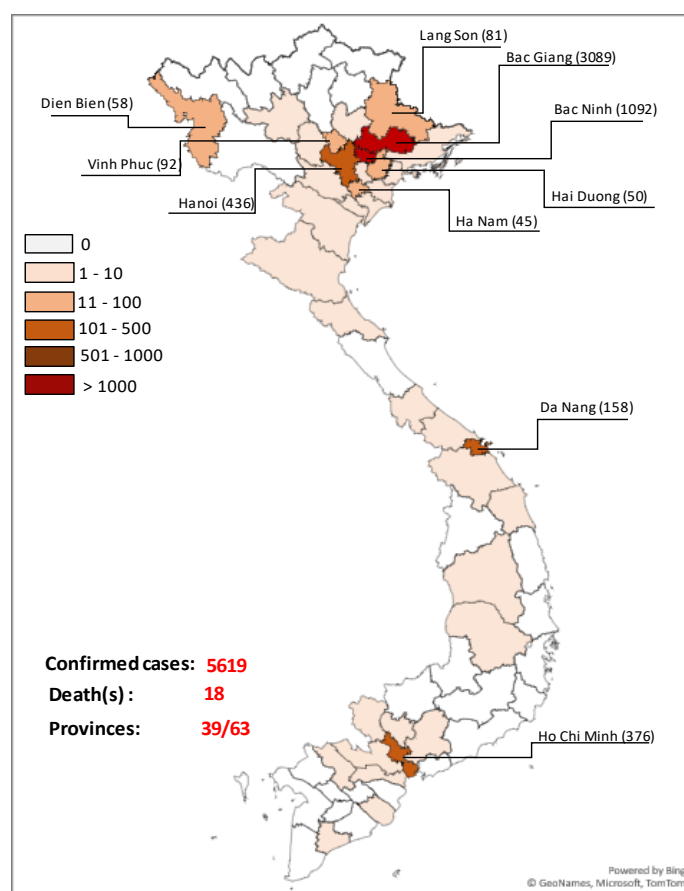 Lang Son (81)
Bac Giang (3089)
Dien Bien (58)
Bac Ninh (1092)
Vinh Phuc (92)
Hanoi (436)
Hai Duong (50)
Ha Nam (45)
0
1 - 10
11 - 100
101 - 500
501 - 1000
> 1000
Da Nang (158)
Confirmed cases: 5619
Death(s) : 18
Provinces: 39/63
Ho Chi Minh (376)
Powered by Bing
© GeoNames, Microsoft, TomTom